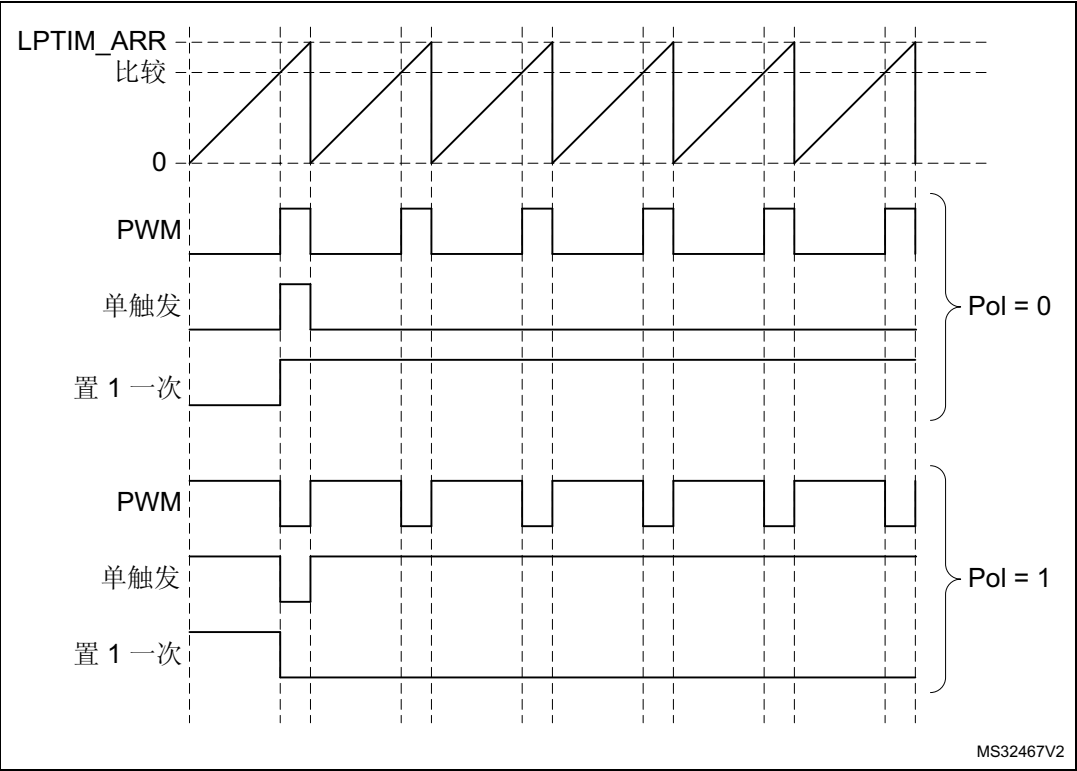 LPTIM_ARR
比较
0
PWM
单触发
Pol = 0
置 1 一次
PWM
单触发
Pol = 1
置 1 一次
MS32467V2